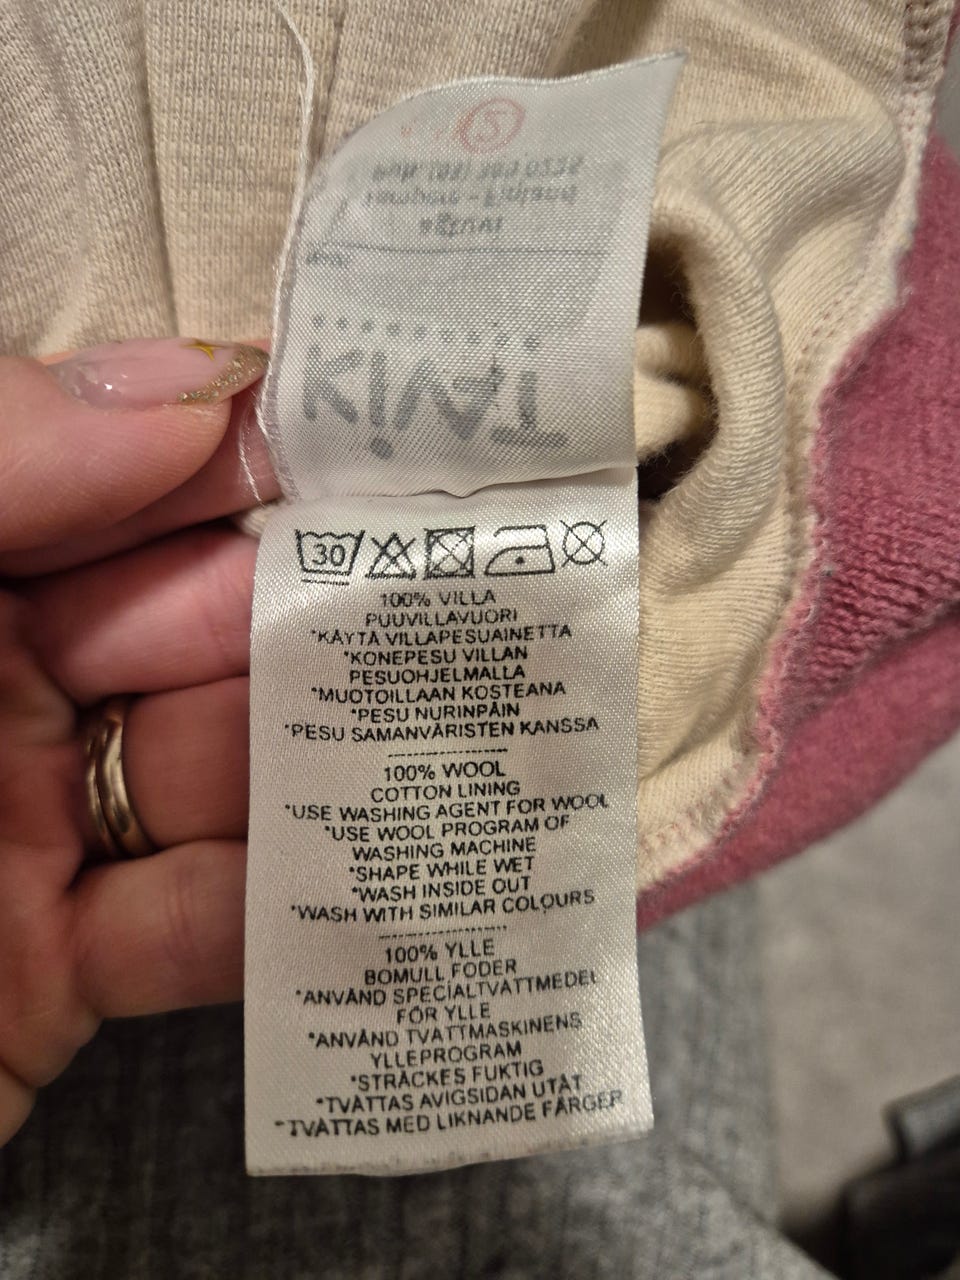 30
100% VILLA
PUUVILLAVUORI
*KÄYTÄ VILLAPESUAINETTA
*KONEPESU VILLAN
PESUOHJELMALLA
*MUOTOILLAAN KOSTEANA
*PESU NURINPÄIN
*PESU SAMANVÄRISTEN KANSSA
100% WOOL
COTTON LINING
*USE WASHING AGENT FOR WOOL
*USE WOOL PROGRAM OF
WASHING MACHINE
*SHAPE WHILE WET
*WASH INSIDE OUT
*WASH WITH SIMILAR COLOURS
100% YLLE
BOMULL FODER
*ANVÄND SPECIALTVÄTTMEDEL
FÖR YLLE
*ANVÄND TVÄTTMASKINENS
YLLEPROGRAM
*STRÄCKES FUKTIG
*TVÄTTAS AVIGSIDAN UTÅT
*TVÄTTAS MED LIKNANDE FÄRGER